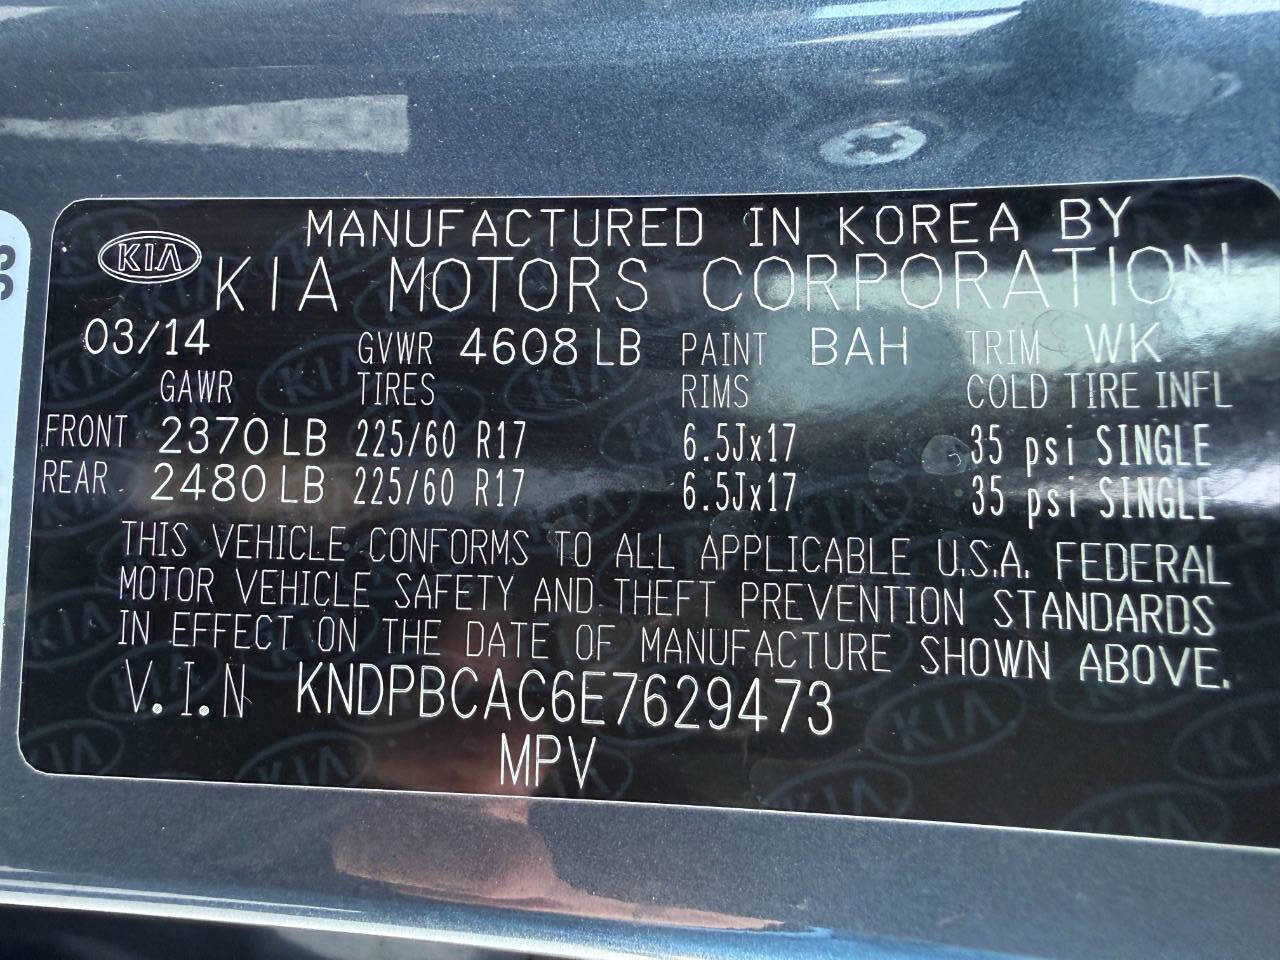 MANUFACTURED IN KOREA BY
KIA
KIA MOTORS CORPORATION
03/14 GVWR 4608 LB PAINT BAH TRIM WK
GAWR TIRES RIMS COLD TIRE INFL
FRONT 2370 LB 225/60 R17 6.5Jx17 35 psi SINGLE
REAR 2480 LB 225/60 R17 6.5Jx17 35 psi SINGLE
THIS VEHICLE CONFORMS TO ALL APPLICABLE U.S.A. FEDERAL
MOTOR VEHICLE SAFETY AND THEFT PREVENTION STANDARDS
IN EFFECT ON THE DATE OF MANUFACTURE SHOWN ABOVE.
V.I.N KNDPBCAC6E7629473
MPV